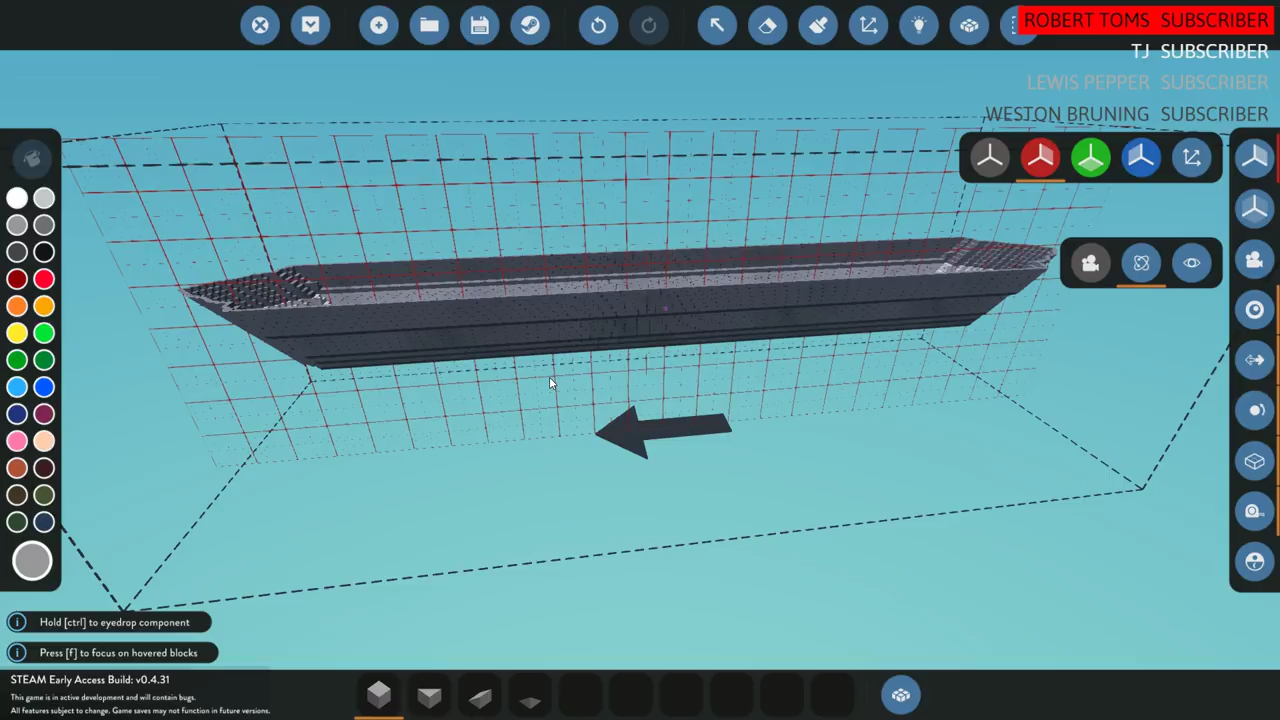 ROBERT TOMS SUBSCRIBER
TJ SUBSCRIBER
LEWIS PEPPER SUBSCRIBER
WESTON BRUNING SUBSCRIBER
Hold [ctrl] to eyedrop component
Press [f] to focus on hovered blocks
STEAM Early Access Build: v0.4.31
This game is in active development and will contain bugs.
All features subject to change. Game saves may not function in future versions.